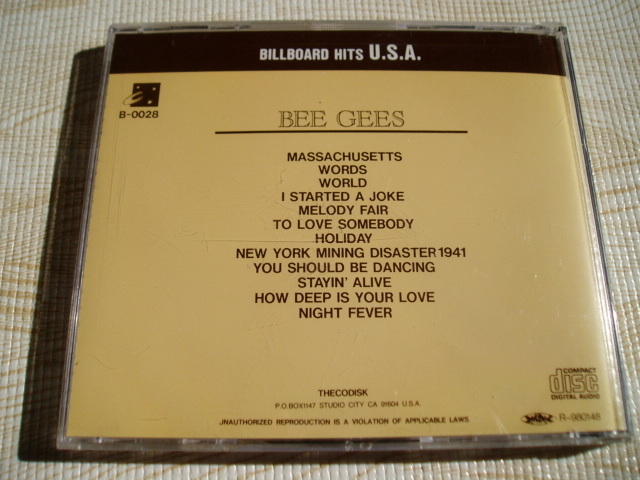 BILLBOARD HITS U.S.A.
B-0028
BEE GEES
MASSACHUSETTS
WORDS
WORLD
I STARTED A JOKE
MELODY FAIR
TO LOVE SOMEBODY
HOLIDAY
NEW YORK MINING DISASTER 1941
YOU SHOULD BE DANCING
STAYIN' ALIVE
HOW DEEP IS YOUR LOVE
NIGHT FEVER
THECODISK
P.O.BOX1147 STUDIO CITY CA 91604 U.S.A.
JNAUTHORIZED REPRODUCTION IS A VIOLATION OF APPLICABLE LAWS
COMPACT
disc
DIGITAL AUDIO
R-980148